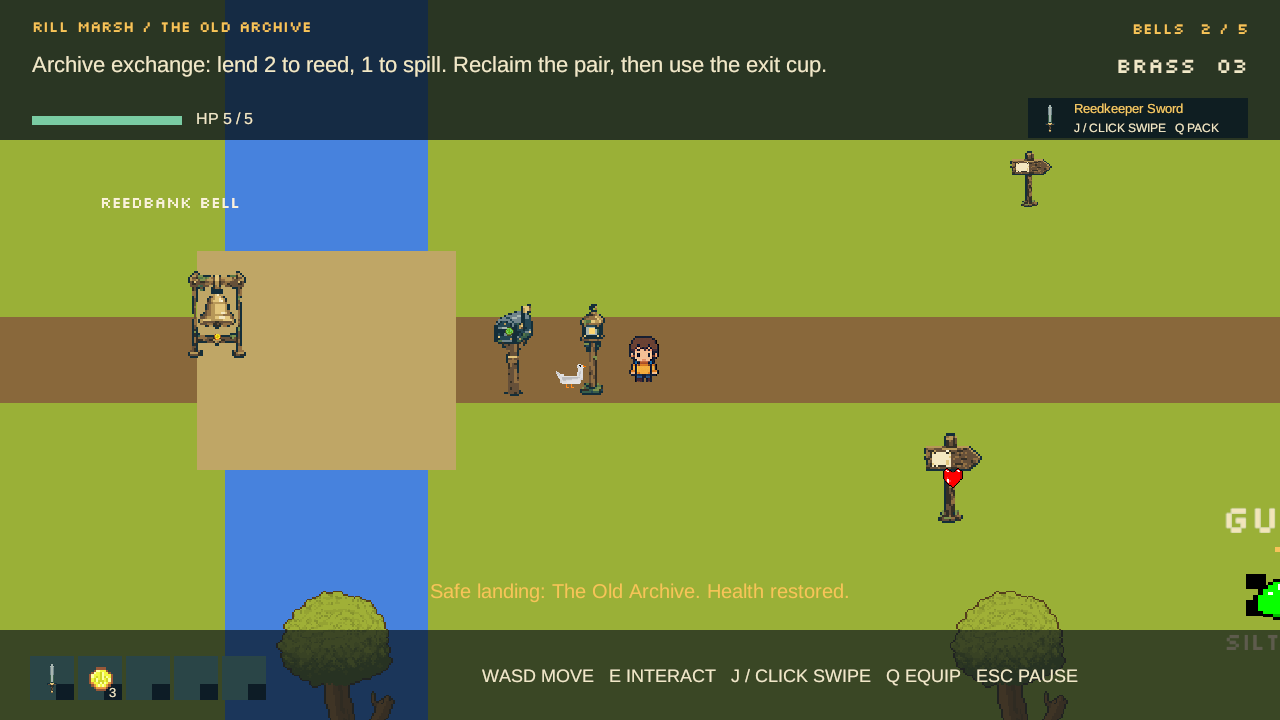 RILL MARSH / THE OLD ARCHIVE
BELLS 2 / 5
Archive exchange: lend 2 to reed, 1 to spill. Reclaim the pair, then use the exit cup.
BRASS 03
HP 5 / 5
Reedkeeper Sword
J / CLICK SWIPE Q PACK
REEDBANK BELL
GU
Safe landing: The Old Archive. Health restored.
SILT
3
WASD MOVE E INTERACT J / CLICK SWIPE Q EQUIP ESC PAUSE